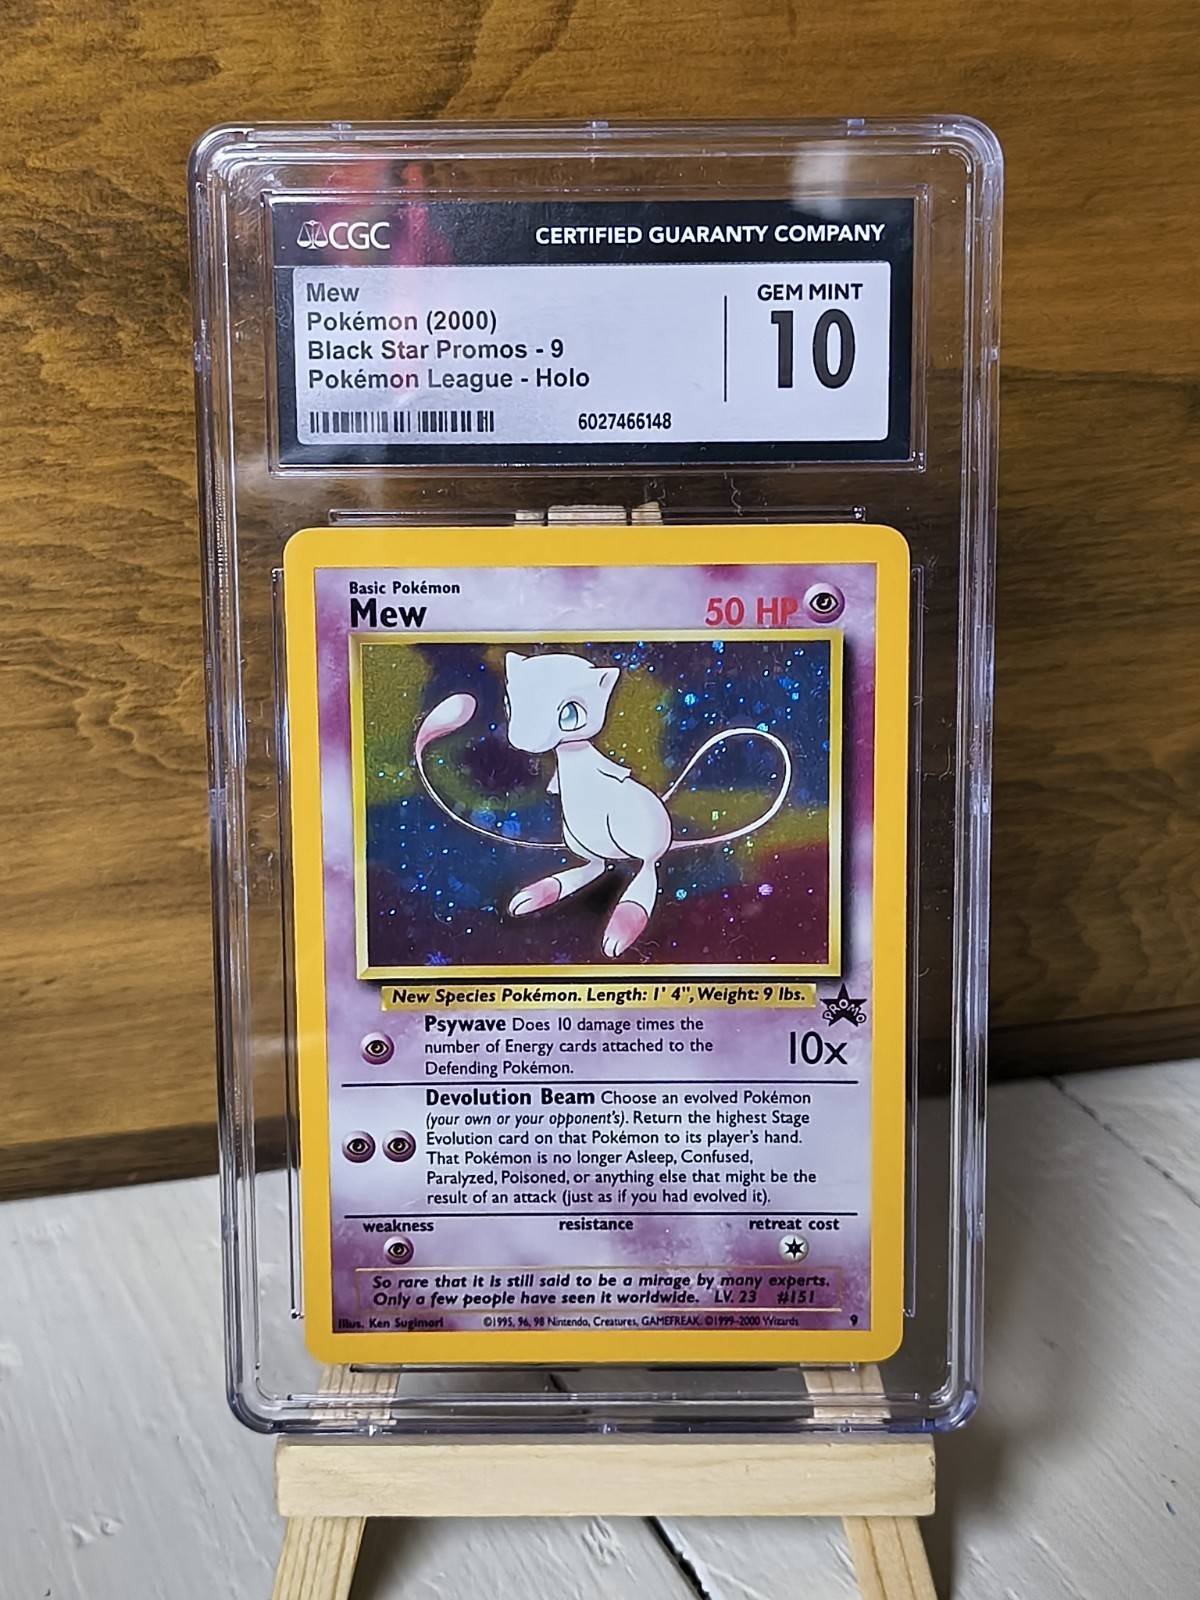 CGC CERTIFIED GUARANTY COMPANY
Mew
Pokémon (2000)
Black Star Promos - 9
Pokémon League - Holo
6027466148
GEM MINT
10
Basic Pokémon
Mew 50 HP
New Species Pokémon. Length: 1' 4", Weight: 9 lbs.
PROMO
Psywave Does 10 damage times the
number of Energy cards attached to the
Defending Pokémon.
10x
Devolution Beam Choose an evolved Pokémon
(your own or your opponent's). Return the highest Stage
Evolution card on that Pokémon to its player's hand.
That Pokémon is no longer Asleep, Confused,
Paralyzed, Poisoned, or anything else that might be the
result of an attack (just as if you had evolved it).
weakness resistance retreat cost
So rare that it is still said to be a mirage by many experts.
Only a few people have seen it worldwide. LV. 23 #151
Illus. Ken Sugimori ©1995, 96, 98 Nintendo, Creatures, GAMEFREAK. ©1999-2000 Wizards 9